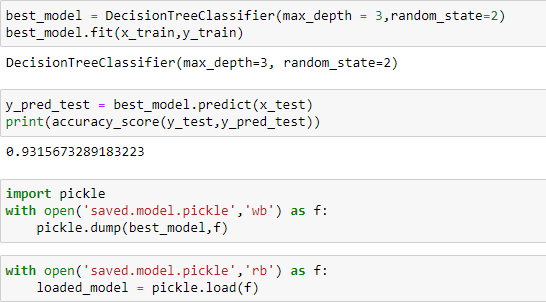 best_model = DecisionTreeClassifier(max_depth = 3,random_state=2)
best_model.fit(x_train,y_train)
DecisionTreeClassifier(max_depth=3, random_state=2)
y_pred_test = best_model.predict(x_test)
print(accuracy_score(y_test,y_pred_test))
0.9315673289183223
import pickle
with open('saved.model.pickle','wb') as f:
    pickle.dump(best_model,f)
with open('saved.model.pickle','rb') as f:
    loaded_model = pickle.load(f)